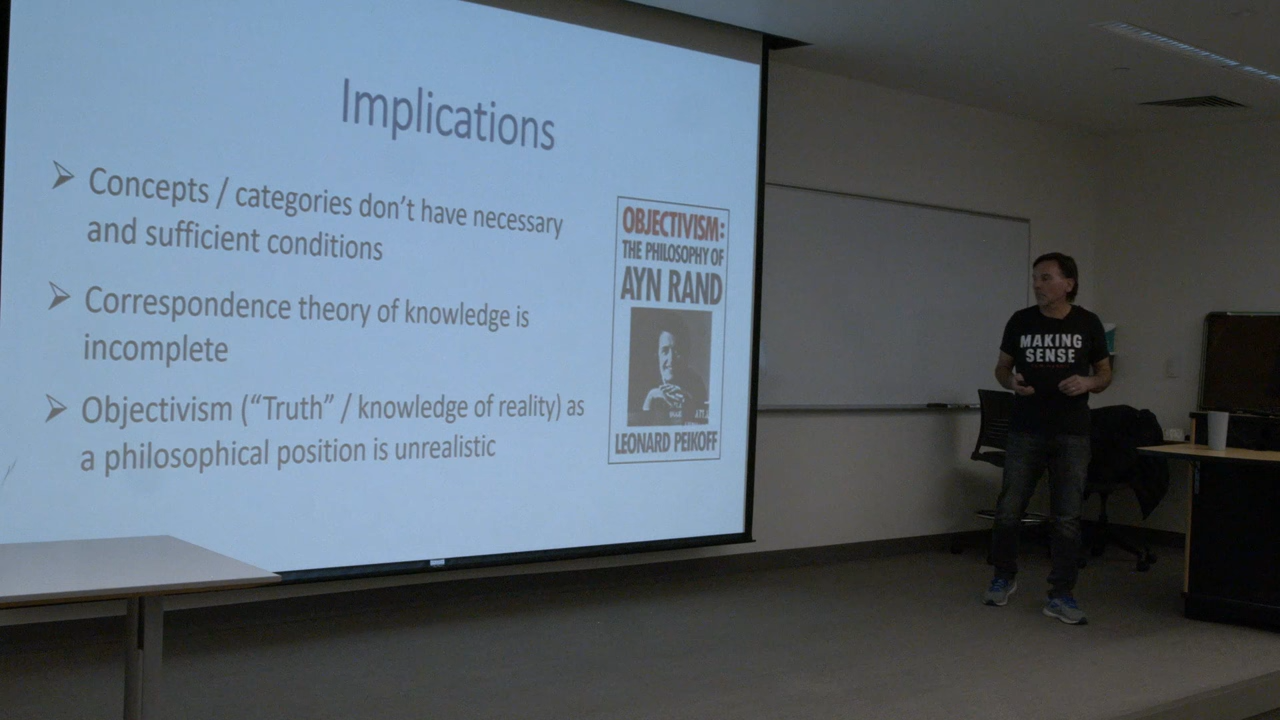 Implications
Concepts / categories don't have necessary
and sufficient conditions
Correspondence theory of knowledge is
incomplete
Objectivism ("Truth" / knowledge of reality) as
a philosophical position is unrealistic
OBJECTIVISM:
THE PHILOSOPHY OF
AYN RAND
LEONARD PEIKOFF
MAKING
SENSE